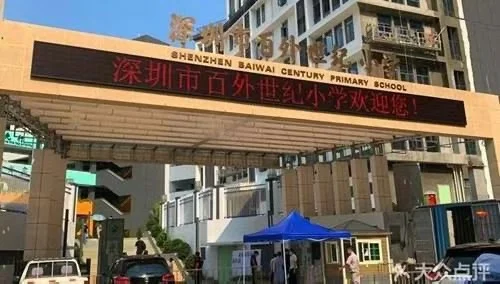 深圳市百外世纪小学
SHENZHEN BAIWAI CENTURY PRIMARY SCHOOL
深圳市百外世纪小学欢迎您！
大众点评